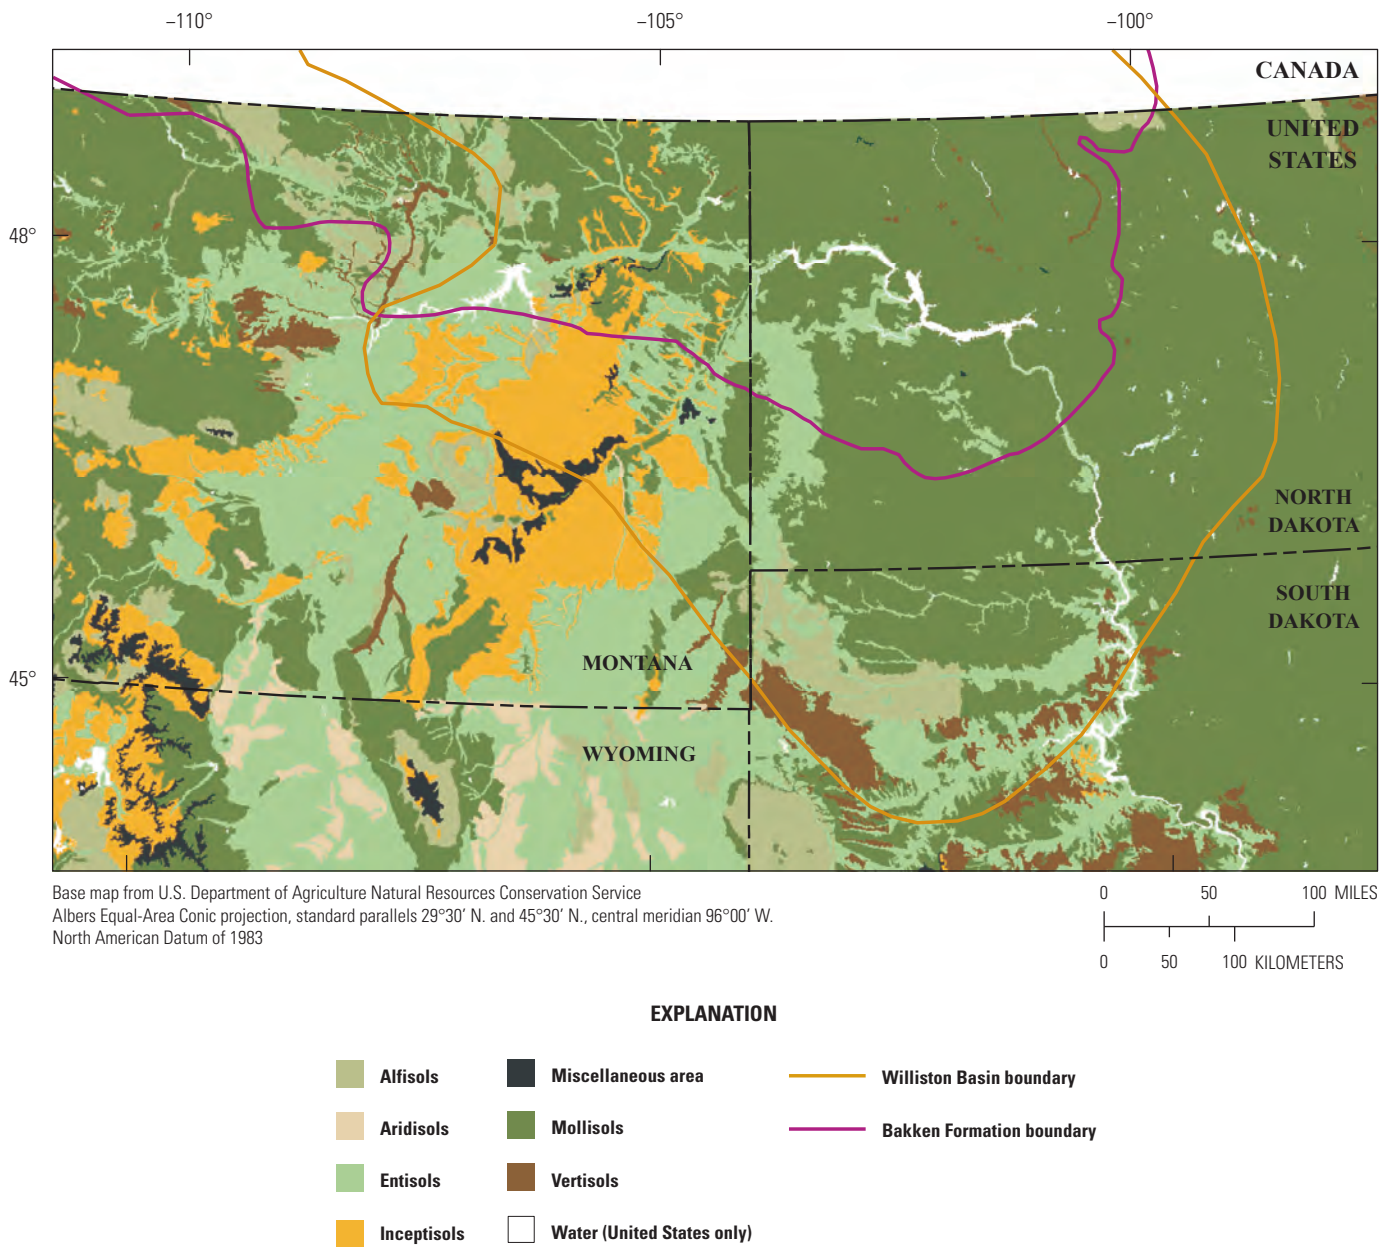 −110°
−105°
−100°
CANADA
UNITED
STATES
48°
NORTH
DAKOTA
SOUTH
DAKOTA
MONTANA
45°
WYOMING
Base map from U.S. Department of Agriculture Natural Resources Conservation Service
Albers Equal-Area Conic projection, standard parallels 29°30′ N. and 45°30′ N., central meridian 96°00′ W.
North American Datum of 1983
0 50 100 MILES
0 50 100 KILOMETERS
EXPLANATION
Alfisols
Aridisols
Entisols
Inceptisols
Miscellaneous area
Mollisols
Vertisols
Water (United States only)
Williston Basin boundary
Bakken Formation boundary